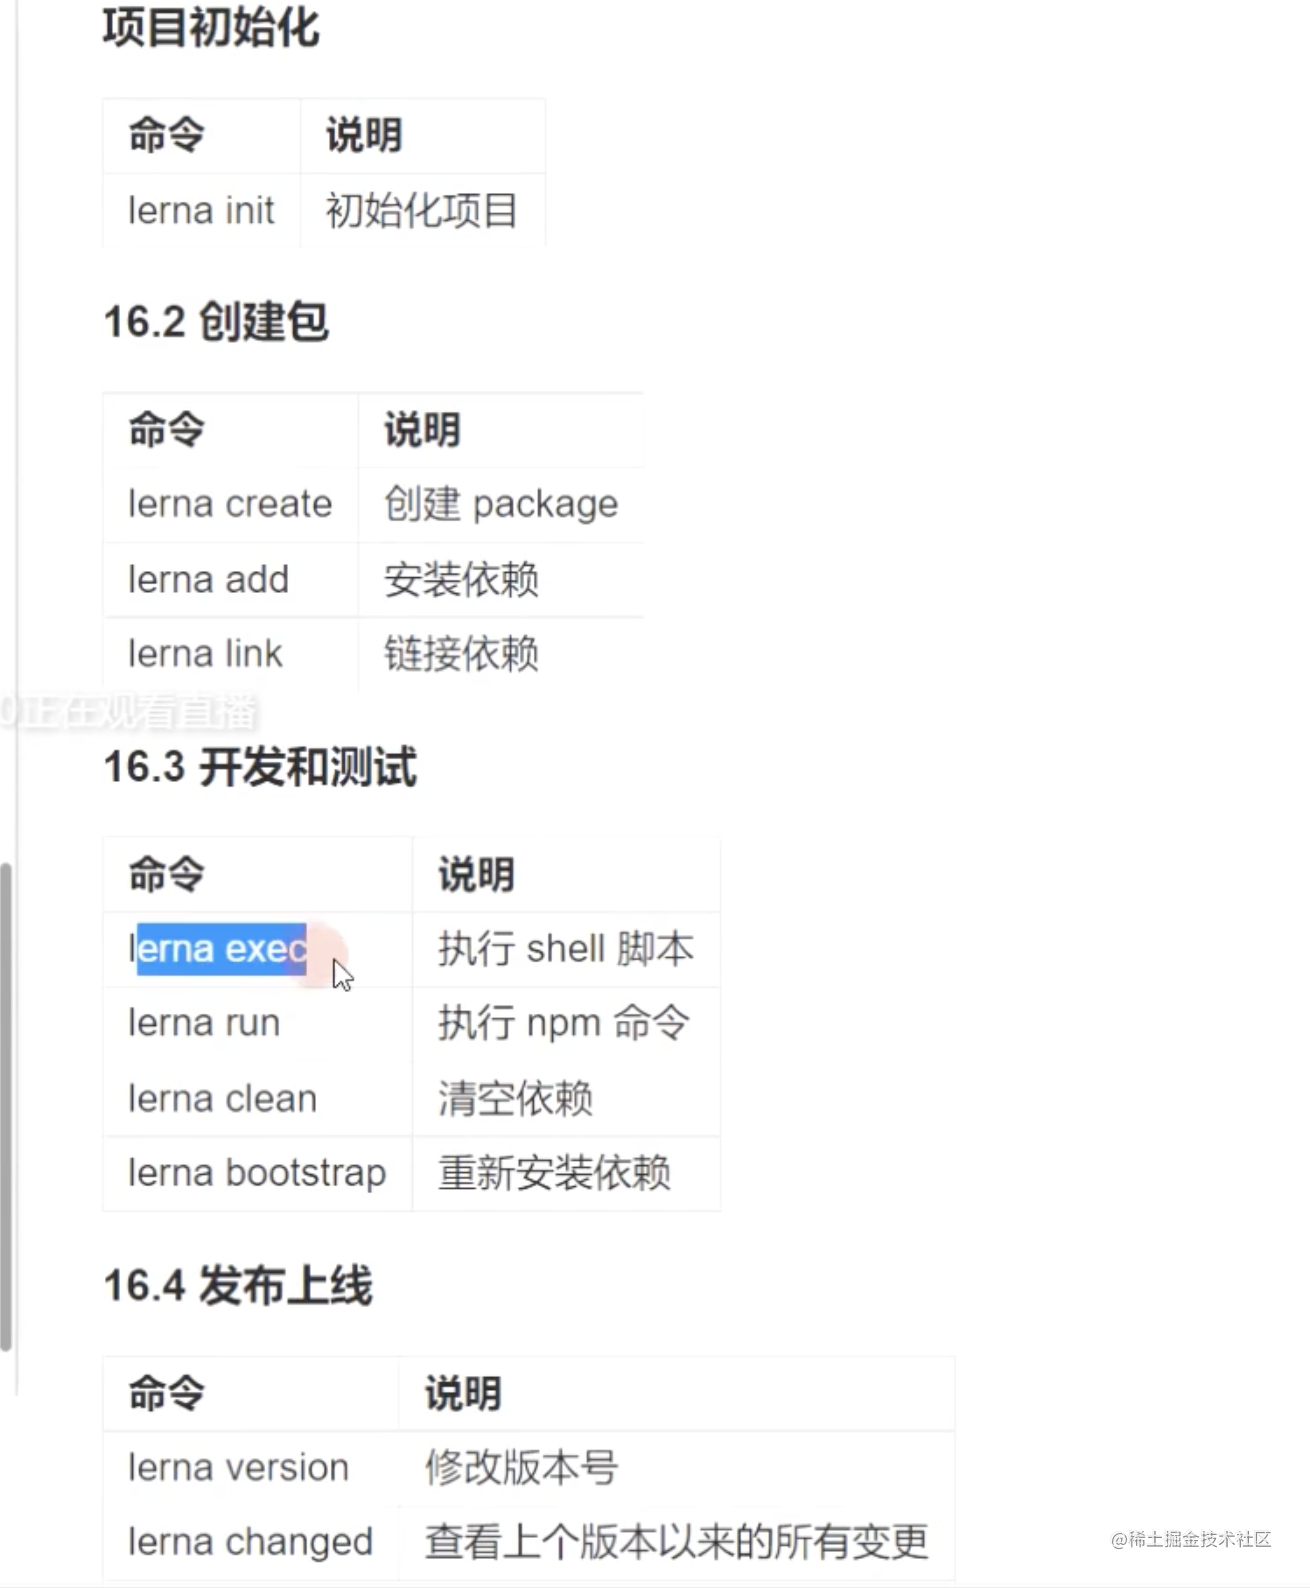 项目初始化
命令 说明
lerna init 初始化项目
16.2 创建包
命令 说明
lerna create 创建 package
lerna add 安装依赖
lerna link 链接依赖
0正在观看直播
16.3 开发和测试
命令 说明
lerna exec 执行 shell 脚本
lerna run 执行 npm 命令
lerna clean 清空依赖
lerna bootstrap 重新安装依赖
16.4 发布上线
命令 说明
lerna version 修改版本号
lerna changed 查看上个版本以来的所有变更
@稀土掘金技术社区